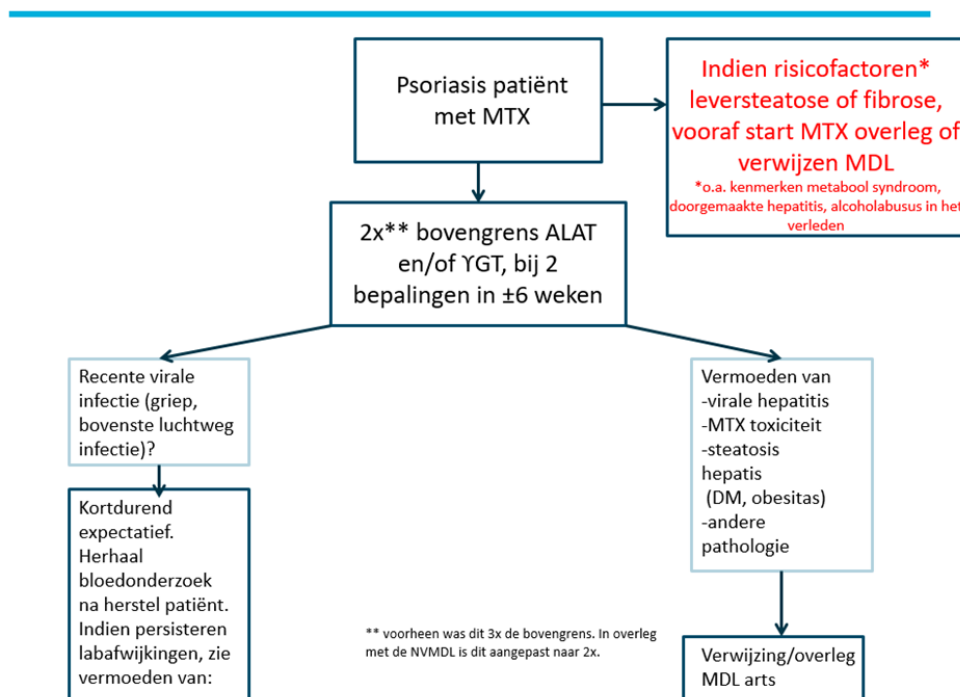 Psoriasis patiënt
met MTX
Indien risicofactoren*
leversteatose of fibrose,
vooraf start MTX overleg of
verwijzen MDL
*o.a. kenmerken metabool syndroom,
doorgemaakte hepatitis, alcoholabusus in het
verleden
2x** bovengrens ALAT
en/of ƳGT, bij 2
bepalingen in ±6 weken
Recente virale
infectie (griep,
bovenste luchtweg
infectie)?
Kortdurend
expectatief.
Herhaal
bloedonderzoek
na herstel patiënt.
Indien persisteren
labafwijkingen, zie
vermoeden van:
Vermoeden van
-virale hepatitis
-MTX toxiciteit
-steatosis
hepatis
(DM, obesitas)
-andere
pathologie
** voorheen was dit 3x de bovengrens. In overleg
met de NVMDL is dit aangepast naar 2x.
Verwijzing/overleg
MDL arts